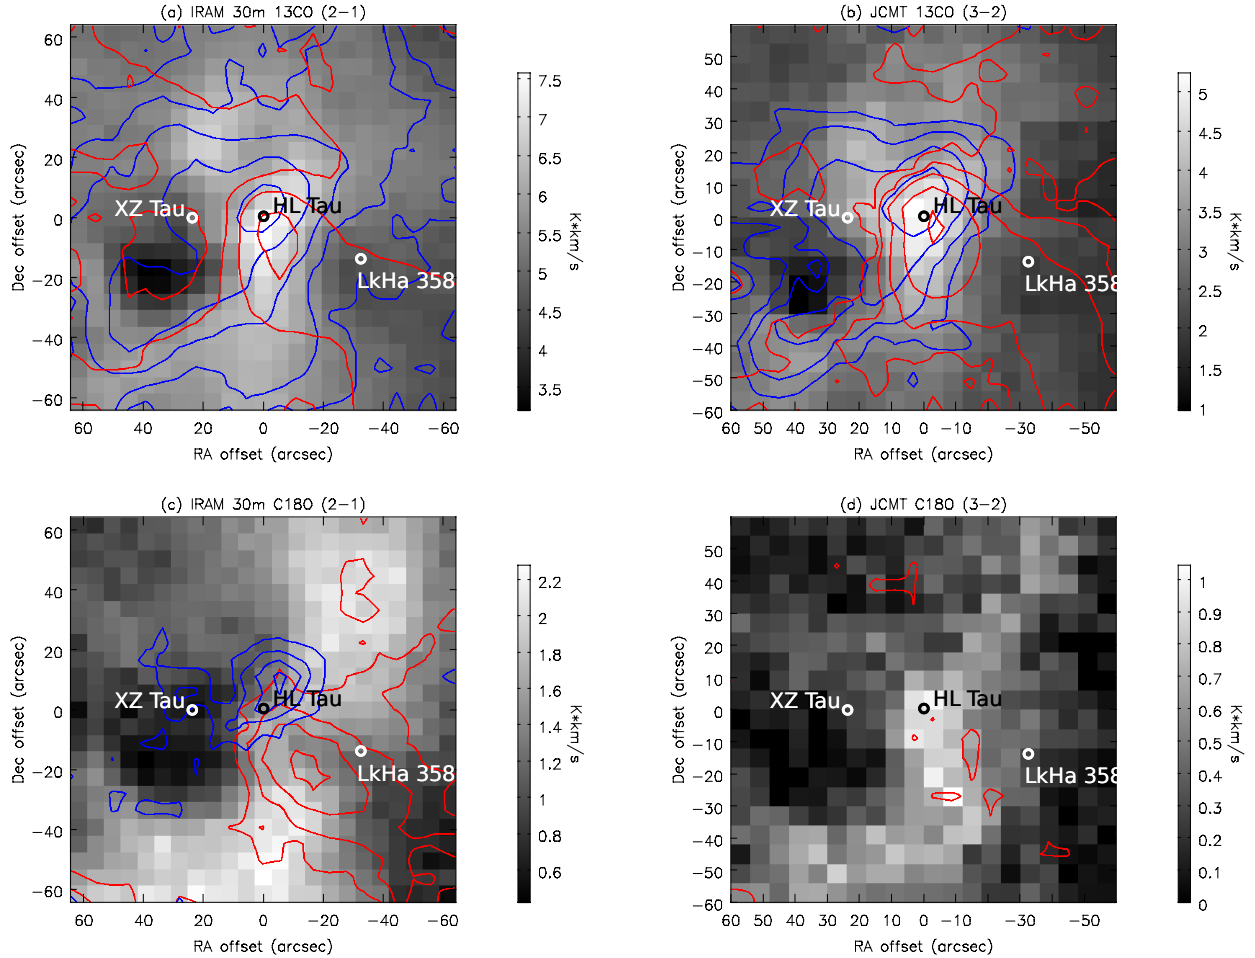 (a) IRAM 30m 13CO (2−1)
60
40
20
0
−20
−40
−60
Dec offset (arcsec)
60 40 20 0 −20 −40 −60
RA offset (arcsec)
XZ Tau
HL Tau
LkHa 358
7.5
7
6.5
6
5.5
5
4.5
4
3.5
K*km/s
(b) JCMT 13CO (3−2)
50
40
30
20
10
0
−10
−20
−30
−40
−50
−60
Dec offset (arcsec)
60 50 40 30 20 10 0 −10 −30 −50
RA offset (arcsec)
XZ Tau
HL Tau
LkHa 358
5
4.5
4
3.5
3
2.5
2
1.5
1
K*km/s
(c) IRAM 30m C18O (2−1)
60
40
20
0
−20
−40
−60
Dec offset (arcsec)
60 40 20 0 −20 −40 −60
RA offset (arcsec)
XZ Tau
HL Tau
LkHa 358
2.2
2
1.8
1.6
1.4
1.2
1
0.8
0.6
K*km/s
(d) JCMT C18O (3−2)
50
40
30
20
10
0
−10
−20
−30
−40
−50
−60
Dec offset (arcsec)
60 50 40 30 20 10 0 −10 −30 −50
RA offset (arcsec)
XZ Tau
HL Tau
LkHa 358
1
0.9
0.8
0.7
0.6
0.5
0.4
0.3
0.2
0.1
0
K*km/s